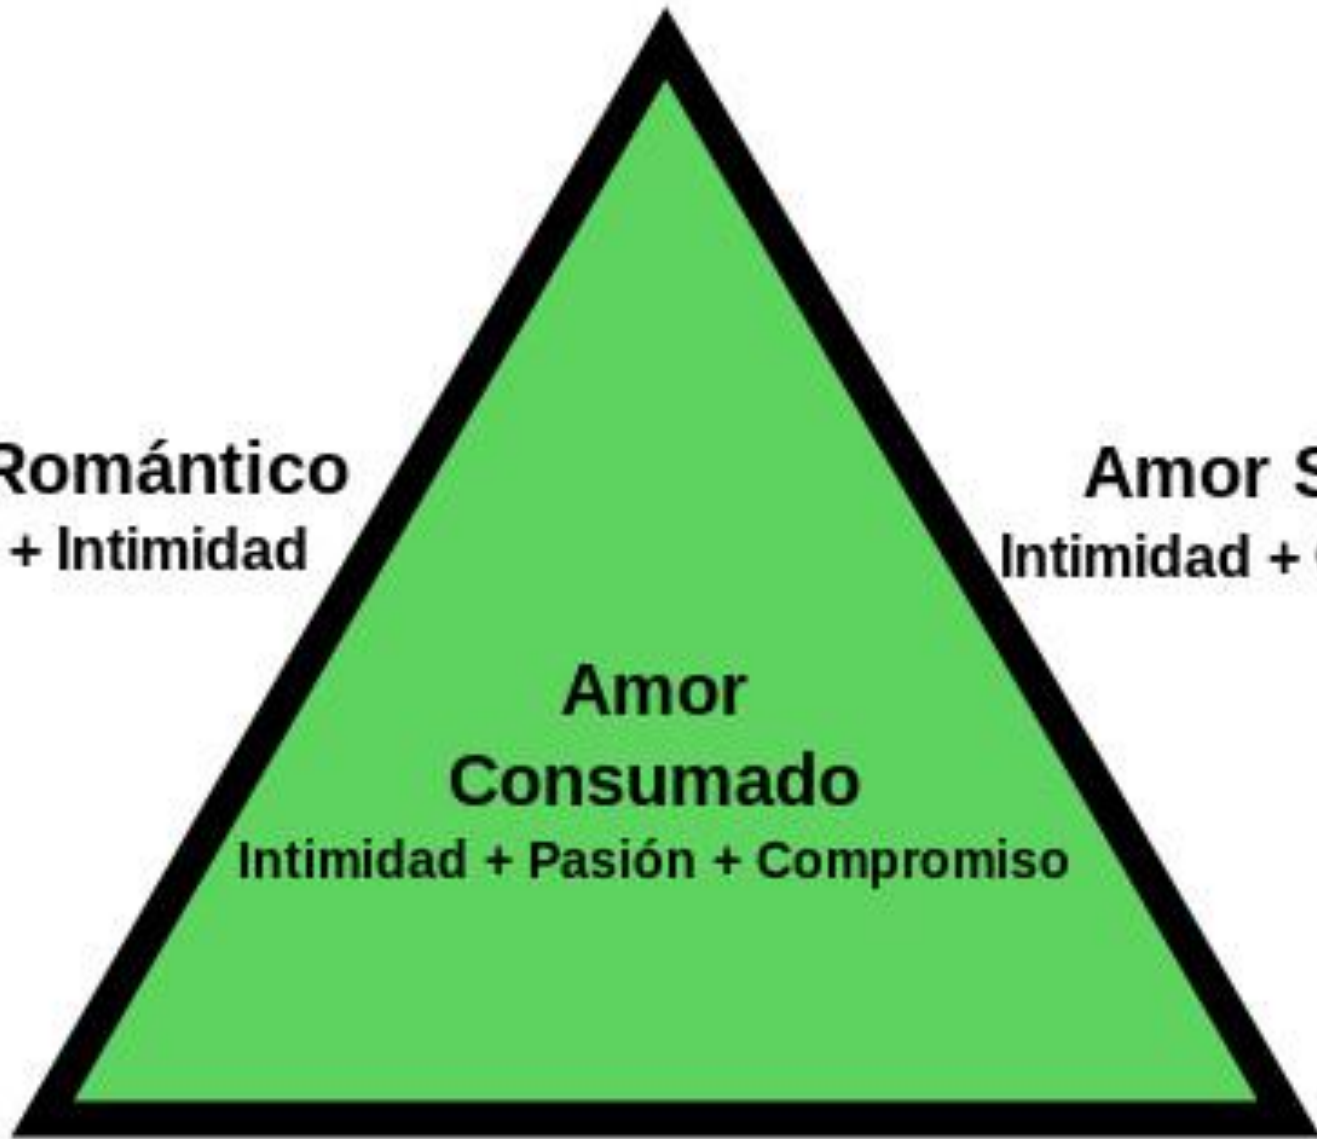 Romántico
+ Intimidad
Amor
Intimidad +
Amor
Consumado
Intimidad + Pasión + Compromiso